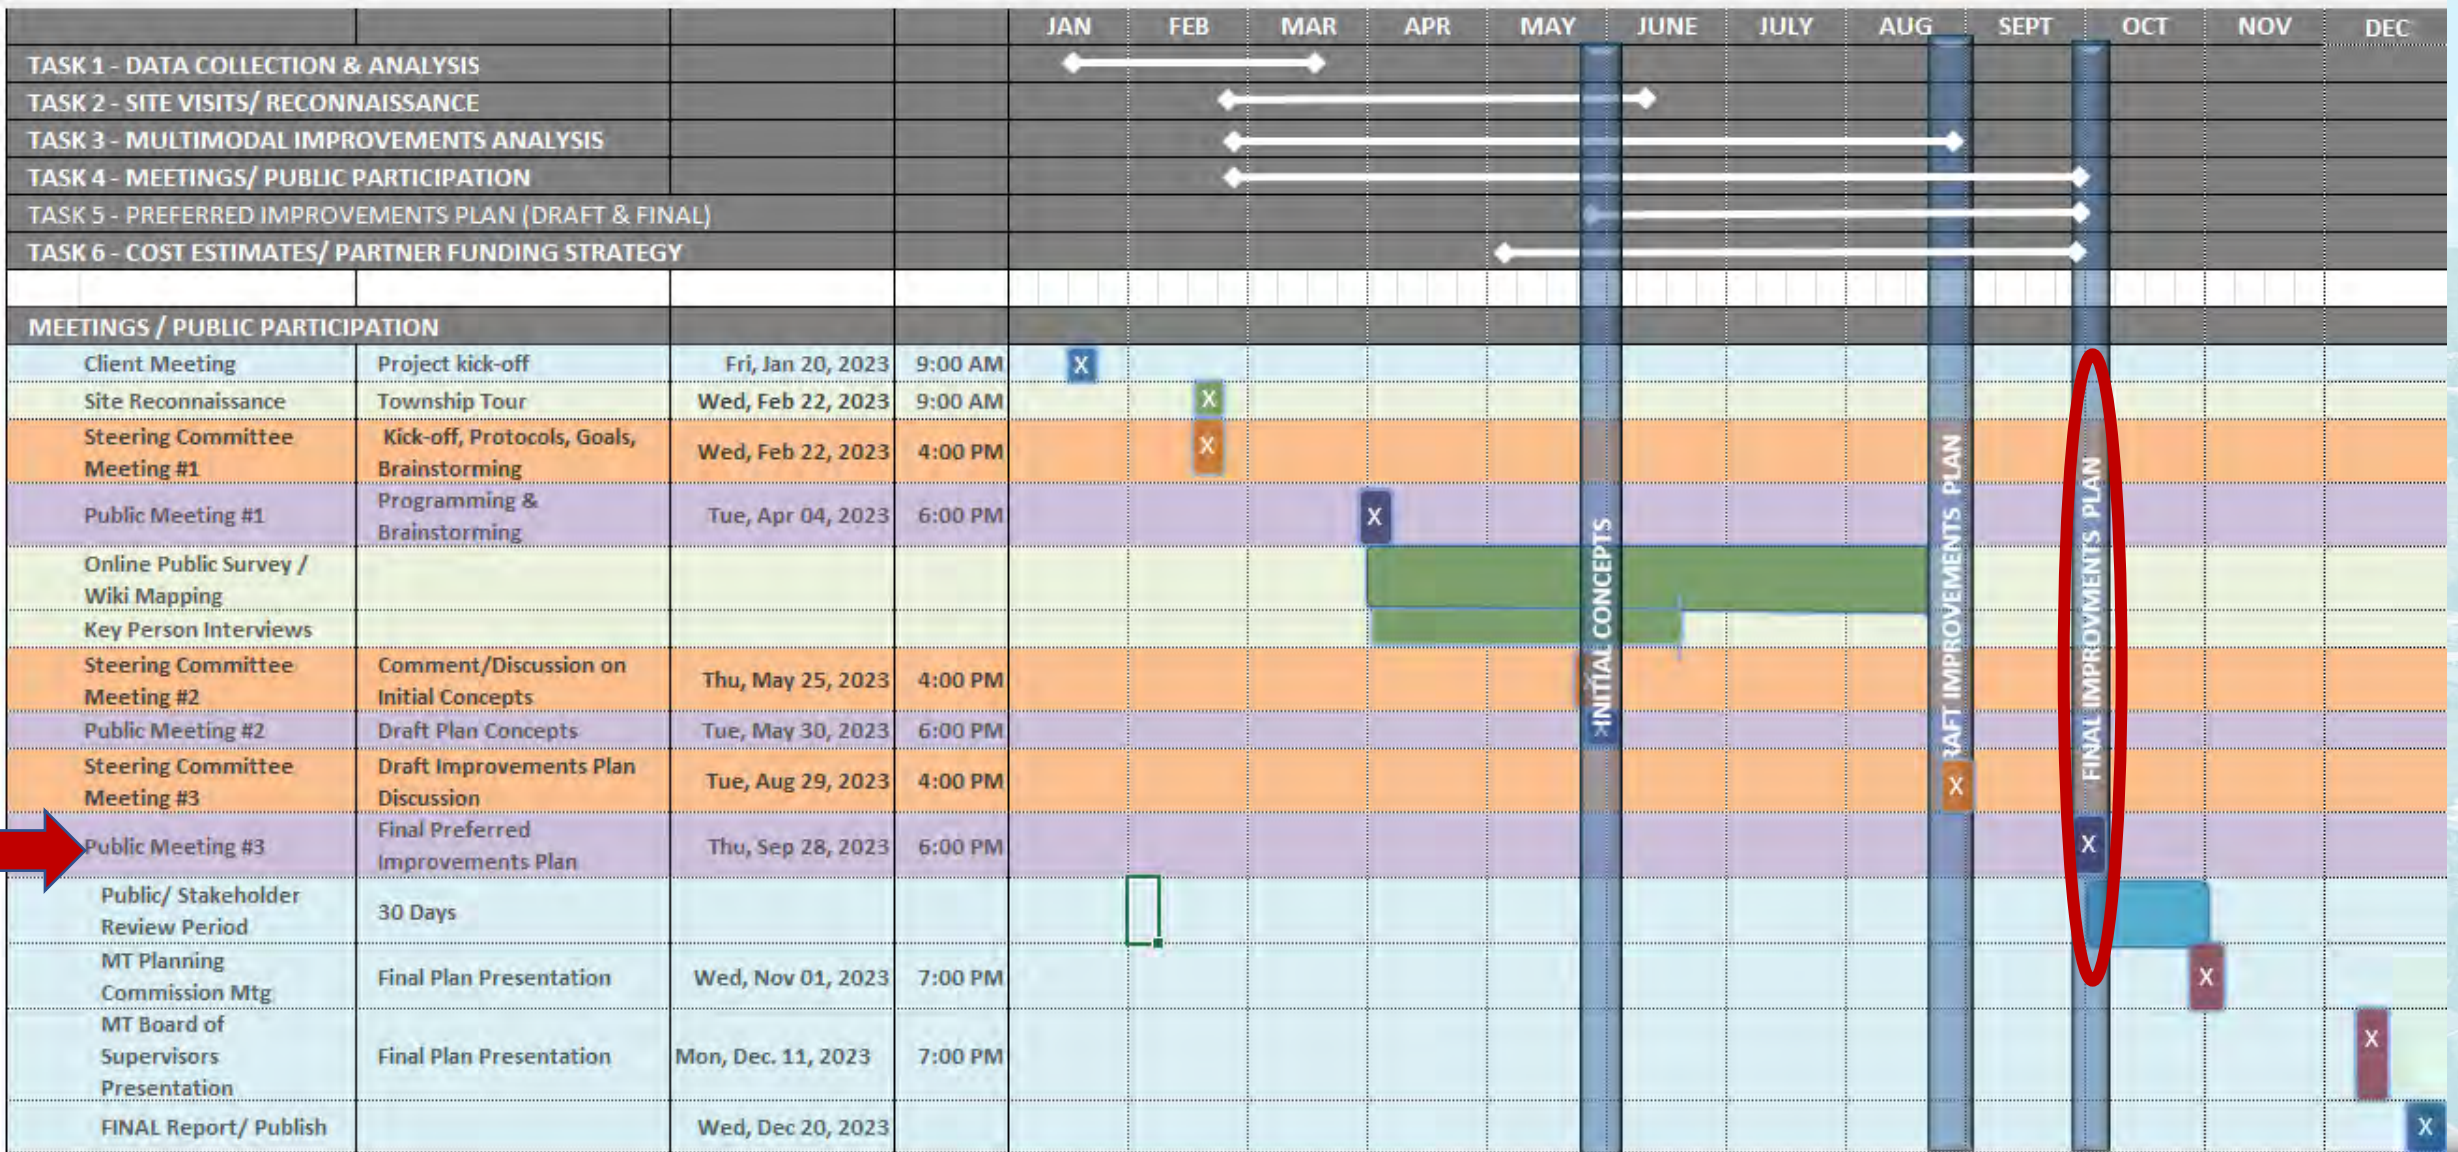 JAN FEB MAR APR MAY JUNE JULY AUG SEPT OCT NOV DEC
TASK 1 - DATA COLLECTION & ANALYSIS
TASK 2 - SITE VISITS/ RECONNAISSANCE
TASK 3 - MULTIMODAL IMPROVEMENTS ANALYSIS
TASK 4 - MEETINGS/ PUBLIC PARTICIPATION
TASK 5 - PREFERRED IMPROVEMENTS PLAN (DRAFT & FINAL)
TASK 6 - COST ESTIMATES/ PARTNER FUNDING STRATEGY
MEETINGS / PUBLIC PARTICIPATION
Client Meeting Project kick-off Fri, Jan 20, 2023 9:00 AM X
Site Reconnaissance Township Tour Wed, Feb 22, 2023 9:00 AM X
Steering Committee
Meeting #1
Kick-off, Protocols, Goals,
Brainstorming
Wed, Feb 22, 2023 4:00 PM X
Public Meeting #1
Programming &
Brainstorming
Tue, Apr 04, 2023 6:00 PM X
Online Public Survey /
Wiki Mapping
Key Person Interviews
Steering Committee
Meeting #2
Comment/Discussion on
Initial Concepts
Thu, May 25, 2023 4:00 PM X
Public Meeting #2 Draft Plan Concepts Tue, May 30, 2023 6:00 PM X
Steering Committee
Meeting #3
Draft Improvements Plan
Discussion
Tue, Aug 29, 2023 4:00 PM X
Public Meeting #3
Final Preferred
Improvements Plan
Thu, Sep 28, 2023 6:00 PM X
Public/ Stakeholder
Review Period
30 Days
MT Planning
Commission Mtg
Final Plan Presentation Wed, Nov 01, 2023 7:00 PM X
MT Board of
Supervisors
Presentation
Final Plan Presentation Mon, Dec. 11, 2023 7:00 PM X
FINAL Report/ Publish Wed, Dec 20, 2023 X
INITIAL CONCEPTS
RAFT IMPROVEMENTS PLAN
FINAL IMPROVMENTS PLAN